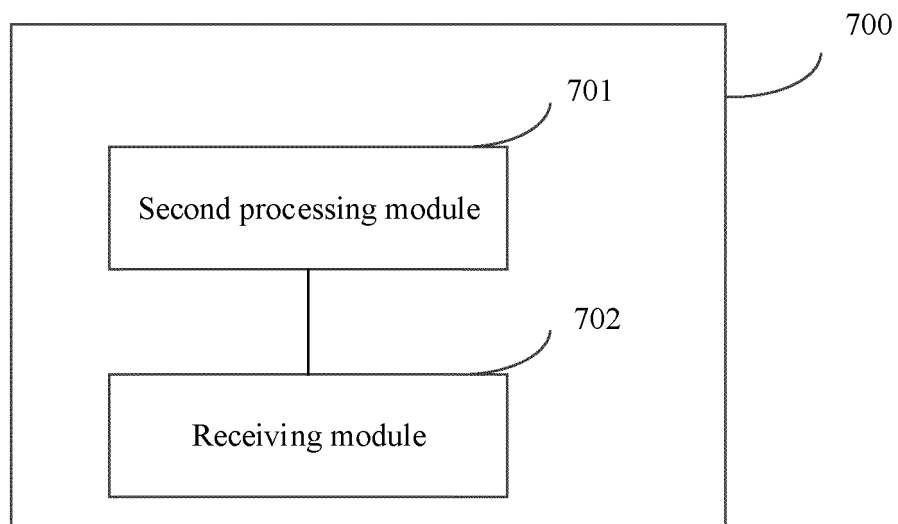 700
701
Second processing module
702
Receiving module